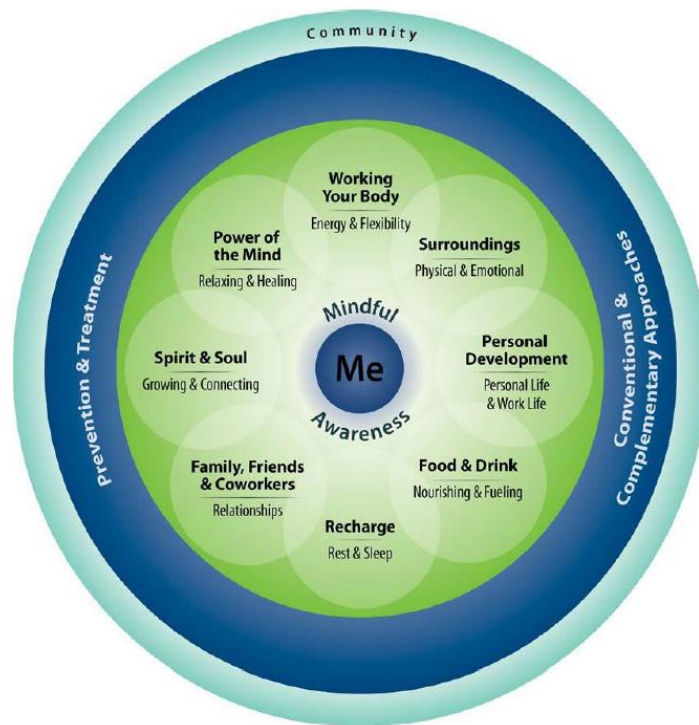 Community
Working
Your Body
Energy & Flexibility
Surroundings
Physical & Emotional
Personal
Development
Personal Life
& Work Life
Food & Drink
Nourishing & Fueling
Recharge
Rest & Sleep
Family, Friends
& Coworkers
Relationships
Spirit & Soul
Growing & Connecting
Power of
the Mind
Relaxing & Healing
Mindful
Me
Awareness
Prevention & Treatment
Conventional &
Complementary Approaches